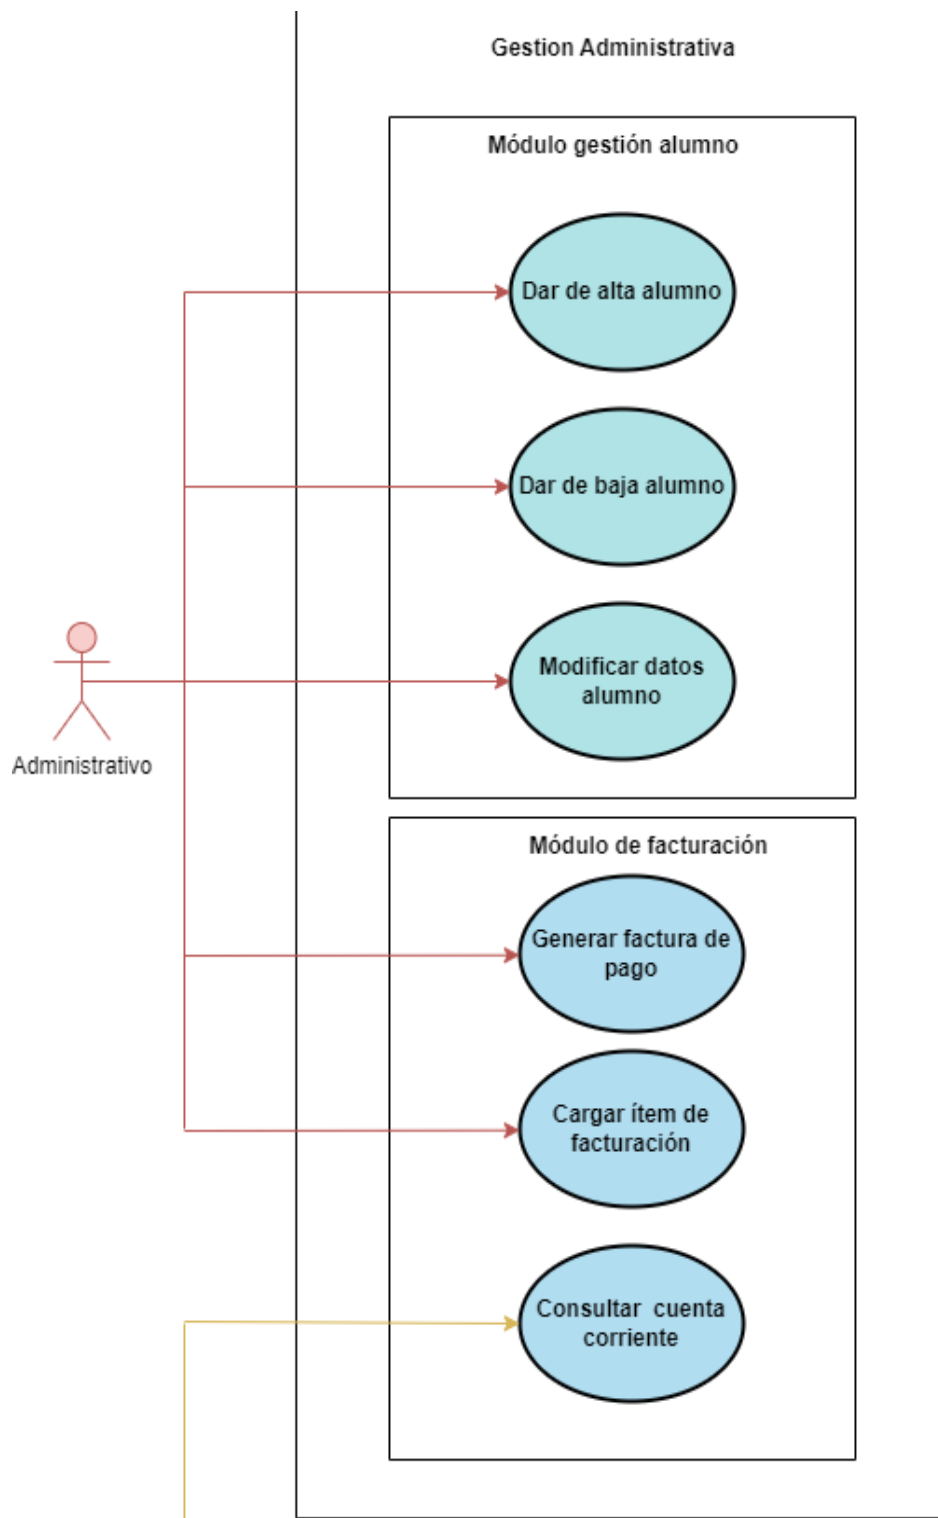 Gestion Administrativa
Módulo gestión alumno
Dar de alta alumno
Dar de baja alumno
Modificar datos
alumno
Administrativo
Módulo de facturación
Generar factura de
pago
Cargar ítem de
facturación
Consultar cuenta
corriente